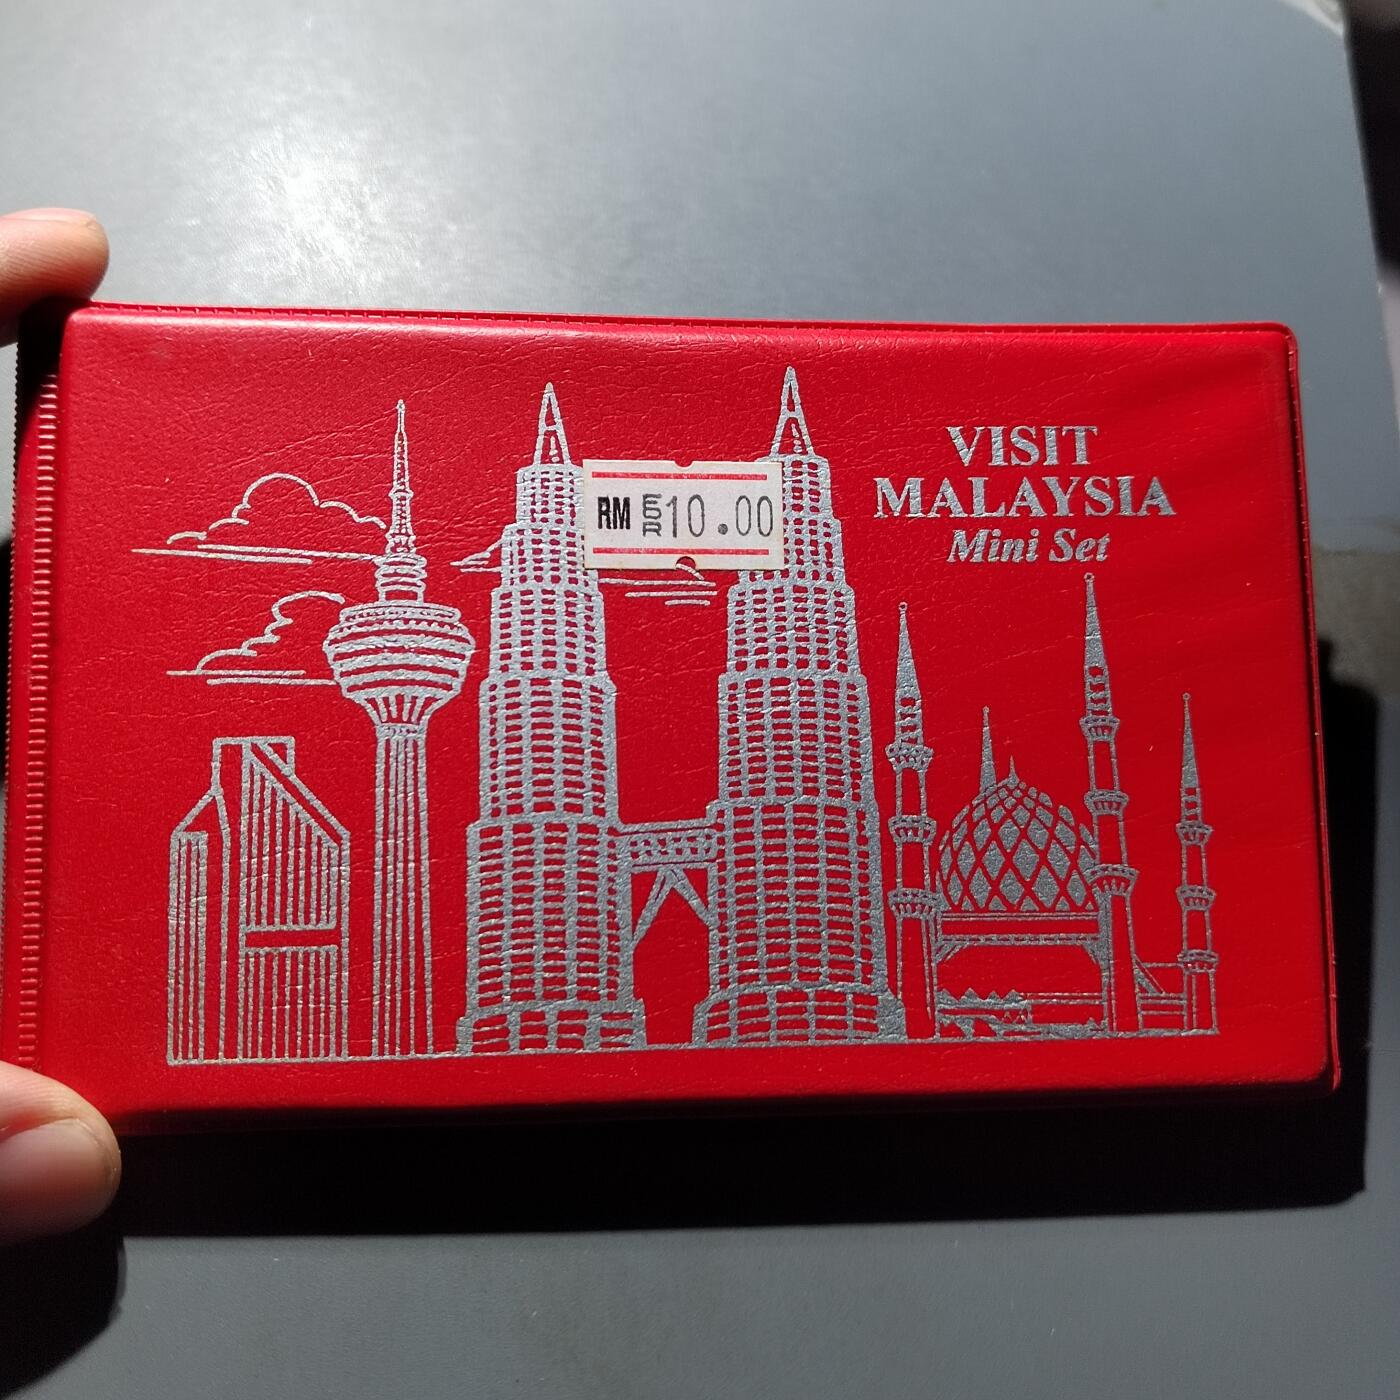 VISIT
MALAYSIA
Mini Set
RM 10.00